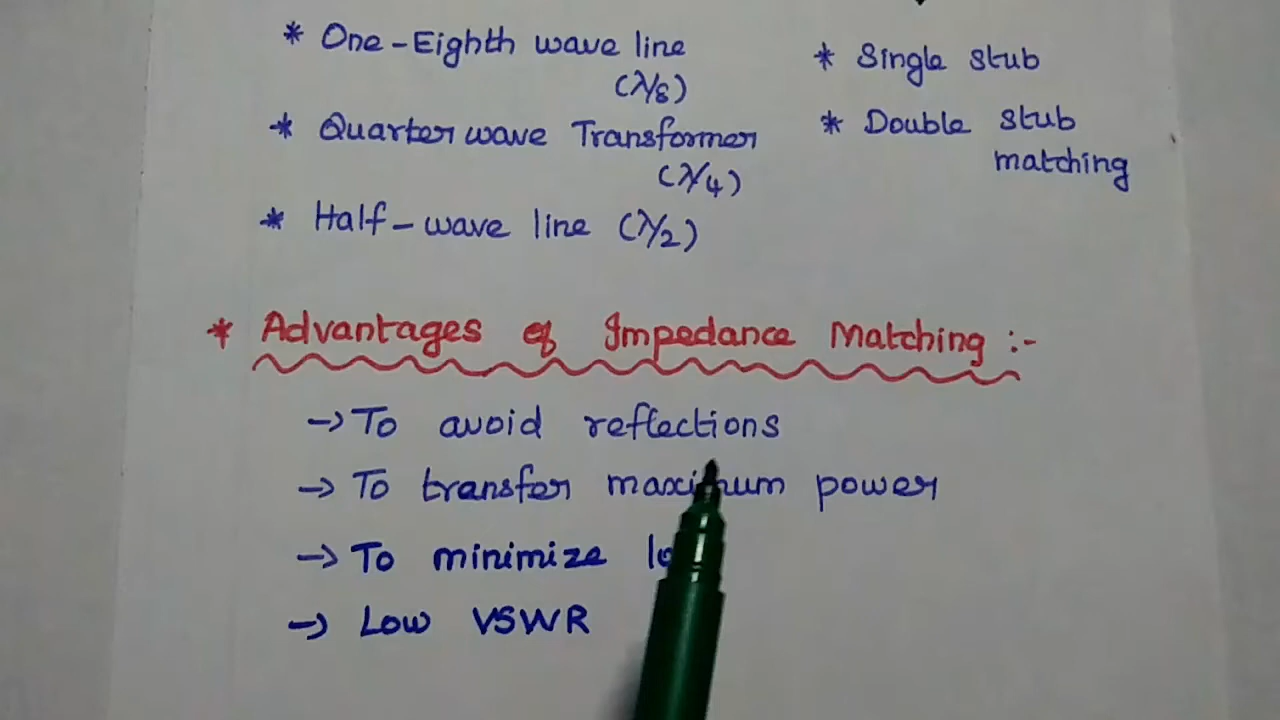 * One-Eighth wave line
(λ/8)
* Quarter wave Transformer
(λ/4)
* Half-wave line (λ/2)
* Single stub
* Double stub
matching
* Advantages of Impedance Matching :-
→ To avoid reflections
→ To transfer maximum power
→ To minimize
→ Low VSWR